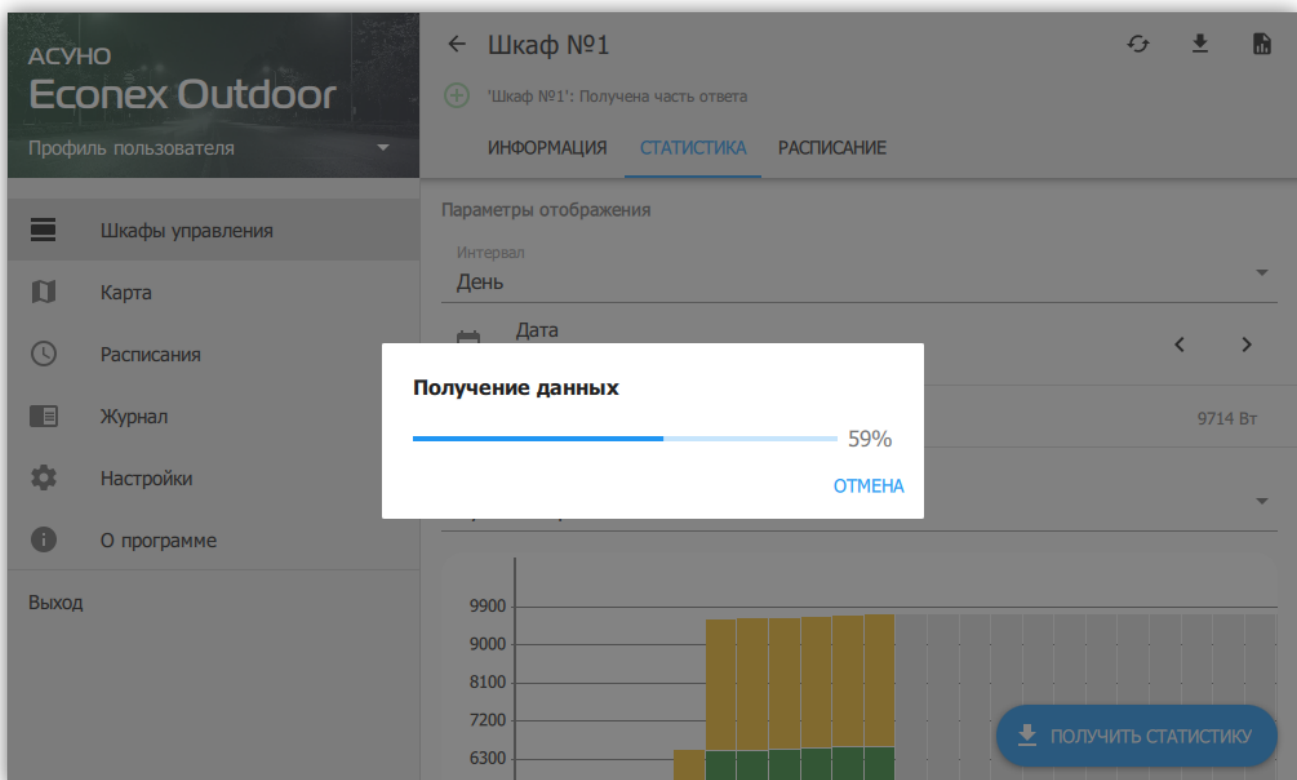 АСУНО
Econex Outdoor
Профиль пользователя
Шкафы управления
Карта
Расписания
Журнал
Настройки
О программе
Выход
Шкаф №1
'Шкаф №1': Получена часть ответа
ИНФОРМАЦИЯ СТАТИСТИКА РАСПИСАНИЕ
Параметры отображения
Интервал
День
Дата
9714 Вт
Получение данных
59%
ОТМЕНА
9900
9000
8100
7200
6300
ПОЛУЧИТЬ СТАТИСТИКУ